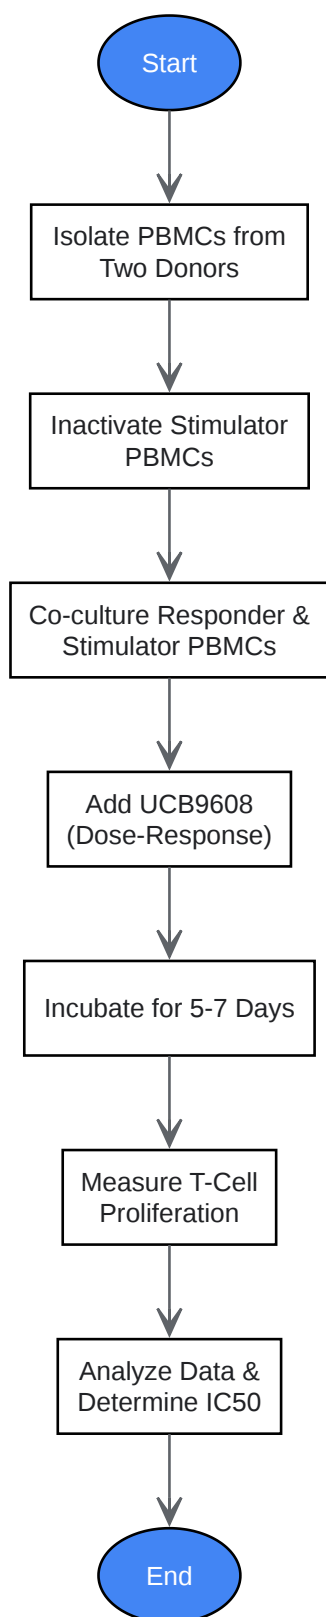 Start
Isolate PBMCs from
Two Donors
Inactivate Stimulator
PBMCs
Co-culture Responder &
Stimulator PBMCs
Add UCB9608
(Dose-Response)
Incubate for 5-7 Days
Measure T-Cell
Proliferation
Analyze Data &
Determine IC50
End